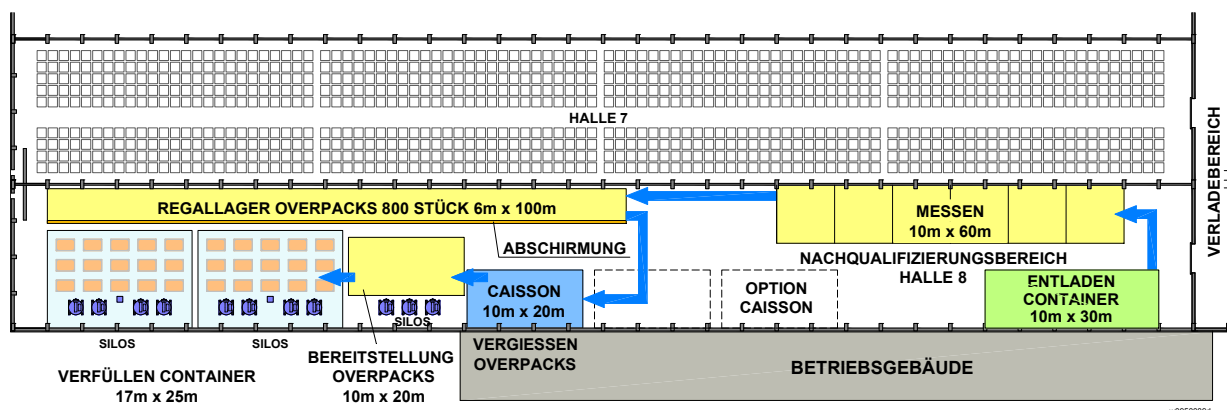 HALLE 7
VERLADEBEREICH
REGALLAGER OVERPACKS 800 STÜCK 6m x 100m
MESSEN
10m x 60m
ABSCHIRMUNG
NACHQUALIFIZIERUNGSBEREICH
HALLE 8
CAISSON
10m x 20m
OPTION
CAISSON
ENTLADEN
CONTAINER
10m x 30m
SILOS
SILOS
SILOS
VERGIESSEN
OVERPACKS
BEREITSTELLUNG
OVERPACKS
10m x 20m
VERFÜLLEN CONTAINER
17m x 25m
BETRIEBSGEBÄUDE